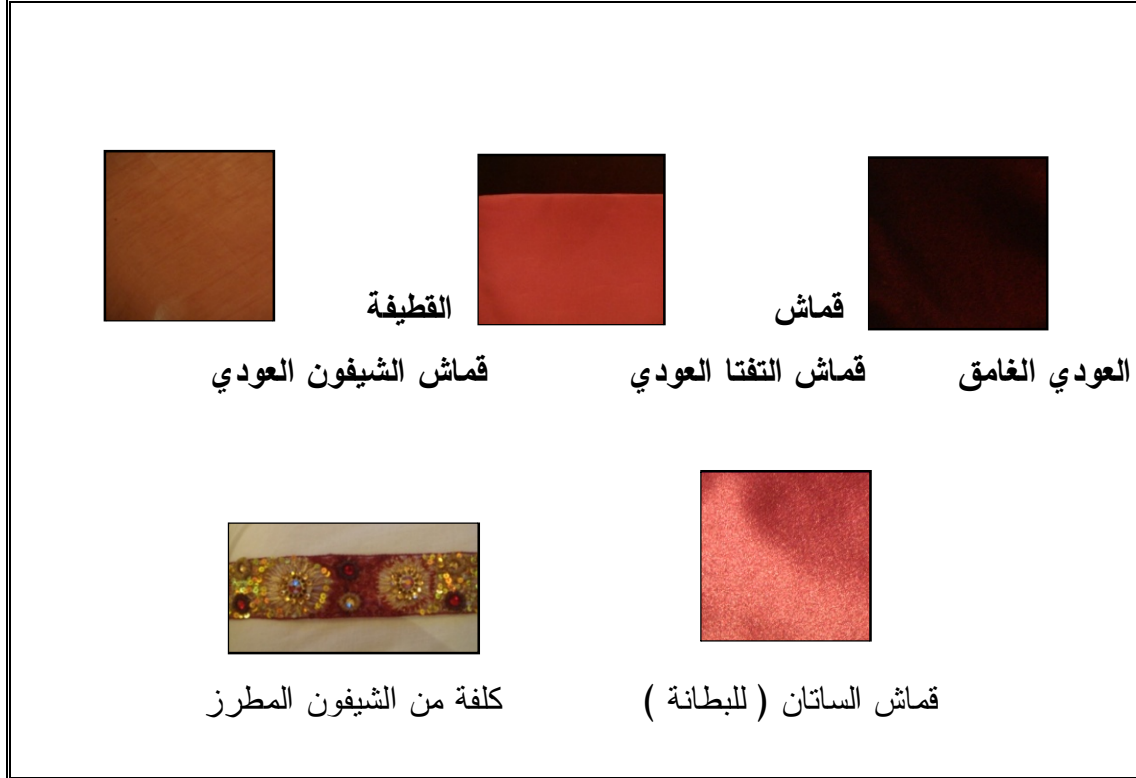 قماش القطيفة
العودي الغامق قماش التفتا العودي قماش الشيفون العودي
قماش الساتان ( للبطانة ) كلفة من الشيفون المطرز